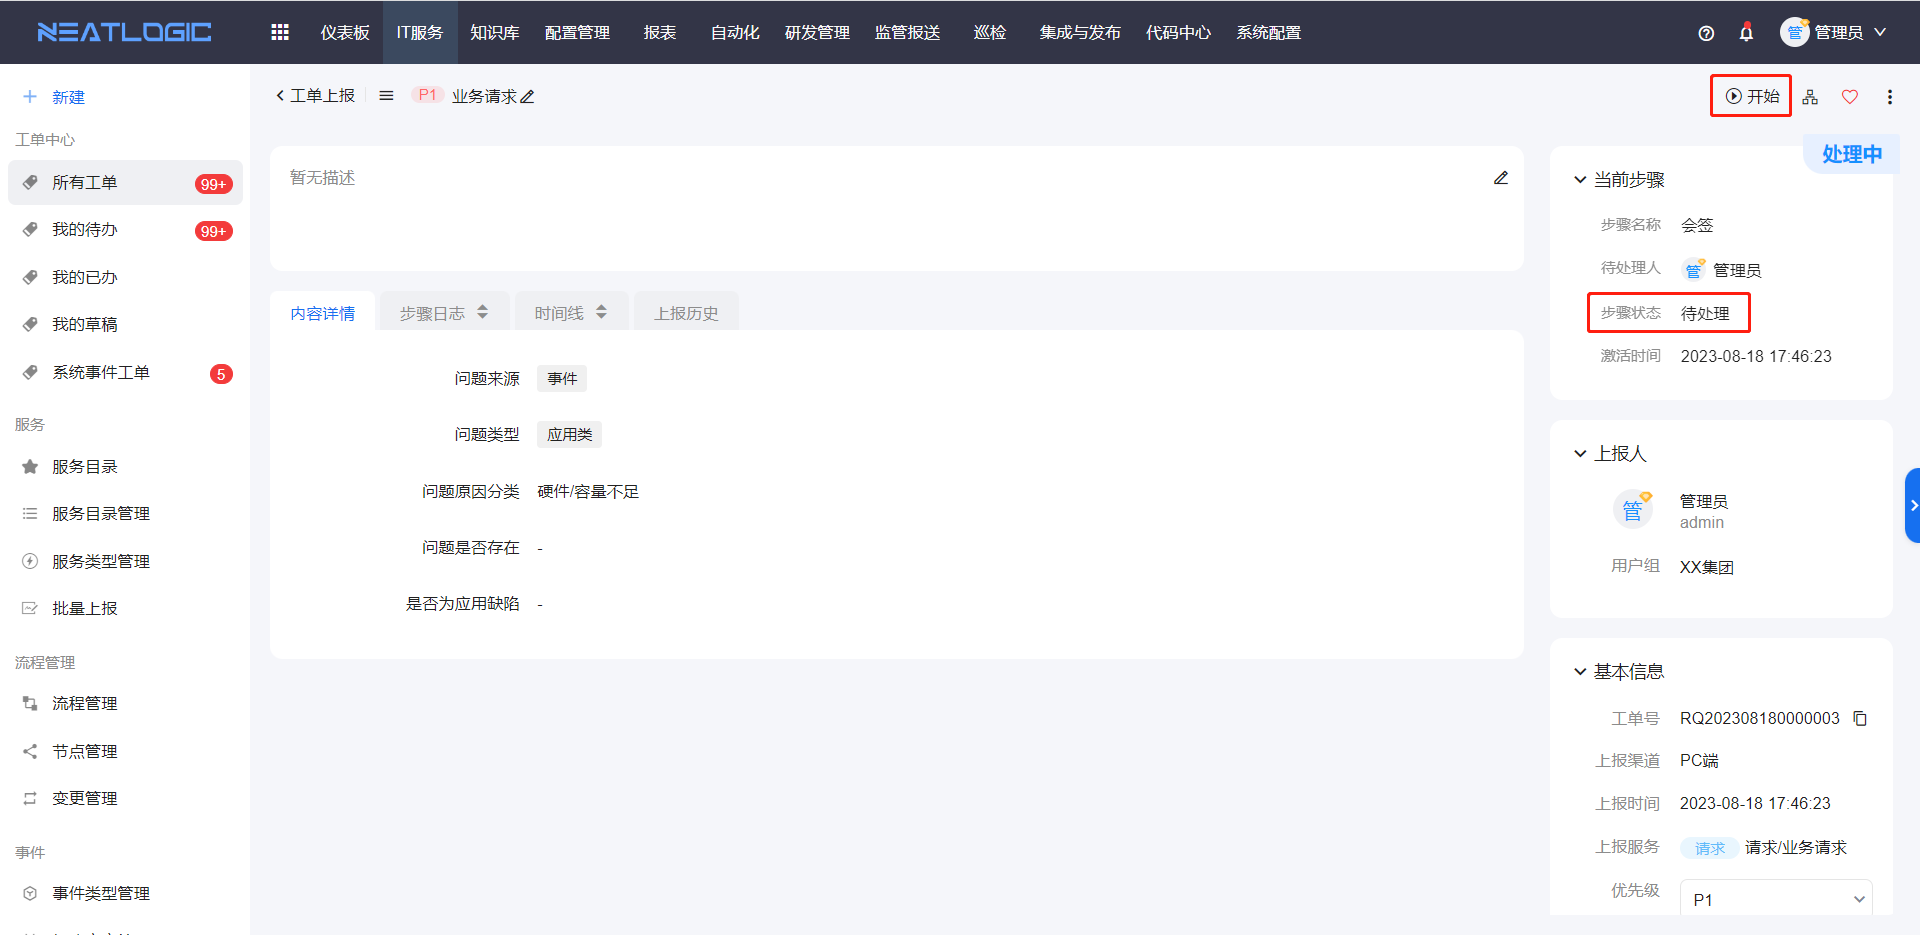 NEATLOGIC
仪表板 IT服务 知识库 配置管理 报表 自动化 研发管理 监管报送 巡检 集成与发布 代码中心 系统配置
管 管理员
新建
工单中心
所有工单 99+
我的待办 99+
我的已办
我的草稿
系统事件工单 5
服务
服务目录
服务目录管理
服务类型管理
批量上报
流程管理
流程管理
节点管理
变更管理
事件
事件类型管理
工单上报 P1 业务请求
开始
暂无描述
内容详情 步骤日志 时间线 上报历史
问题来源 事件
问题类型 应用类
问题原因分类 硬件/容量不足
问题是否存在 -
是否为应用缺陷 -
处理中
当前步骤
步骤名称 会签
待处理人 管 管理员
步骤状态 待处理
激活时间 2023-08-18 17:46:23
上报人
管 管理员
admin
用户组 XX集团
基本信息
工单号 RQ202308180000003
上报渠道 PC端
上报时间 2023-08-18 17:46:23
上报服务 请求 请求/业务请求
优先级 P1